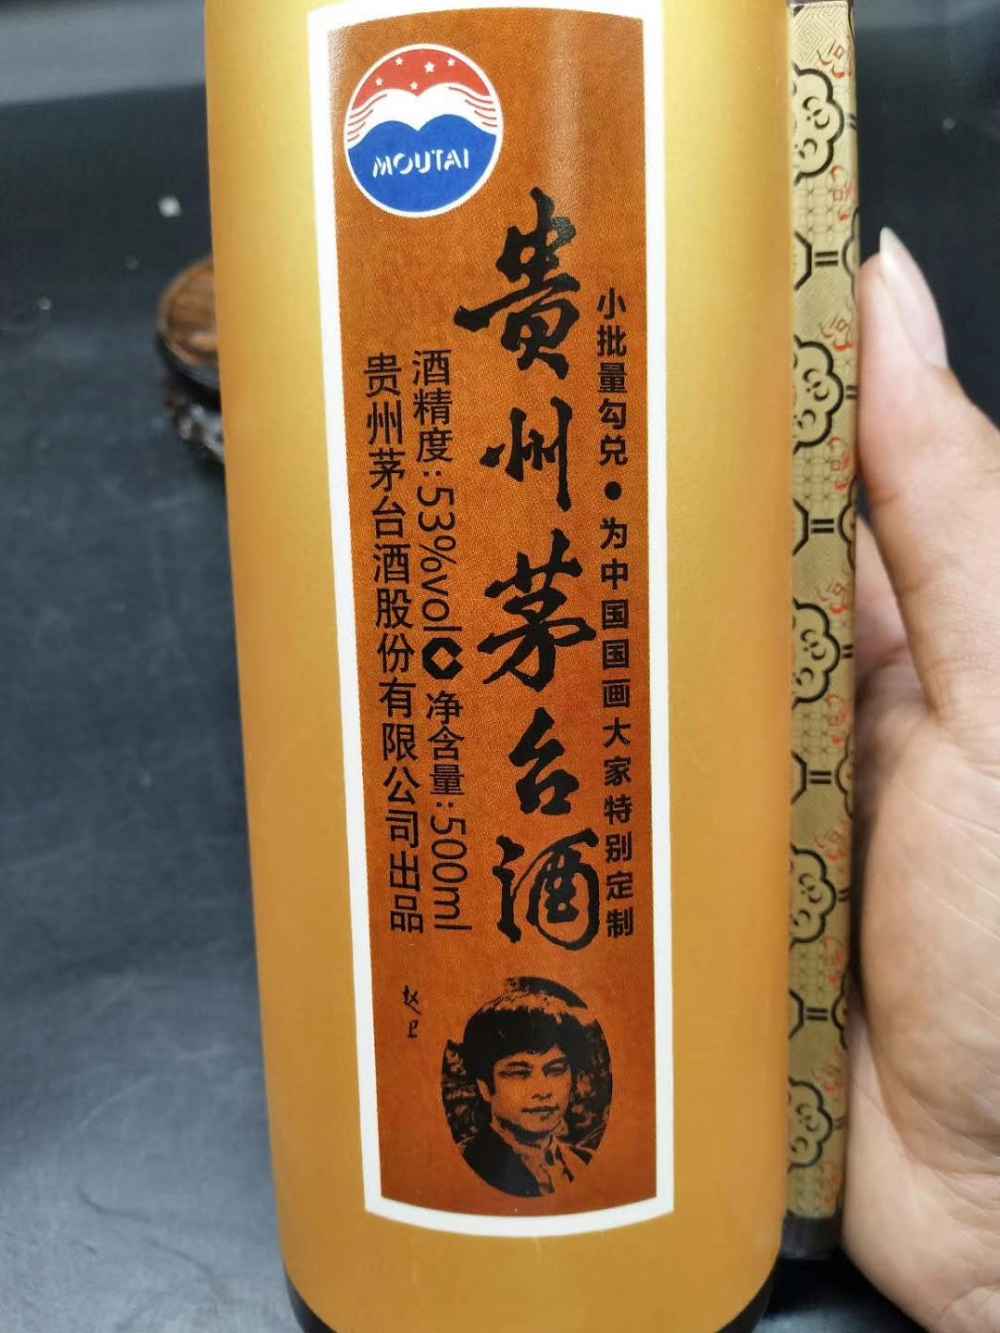 MOUTAI
小批量勾兑·为中国国画大家特别定制
贵州茅台酒
酒精度:53%vol 净含量:500ml
贵州茅台酒股份有限公司出品
赵卫